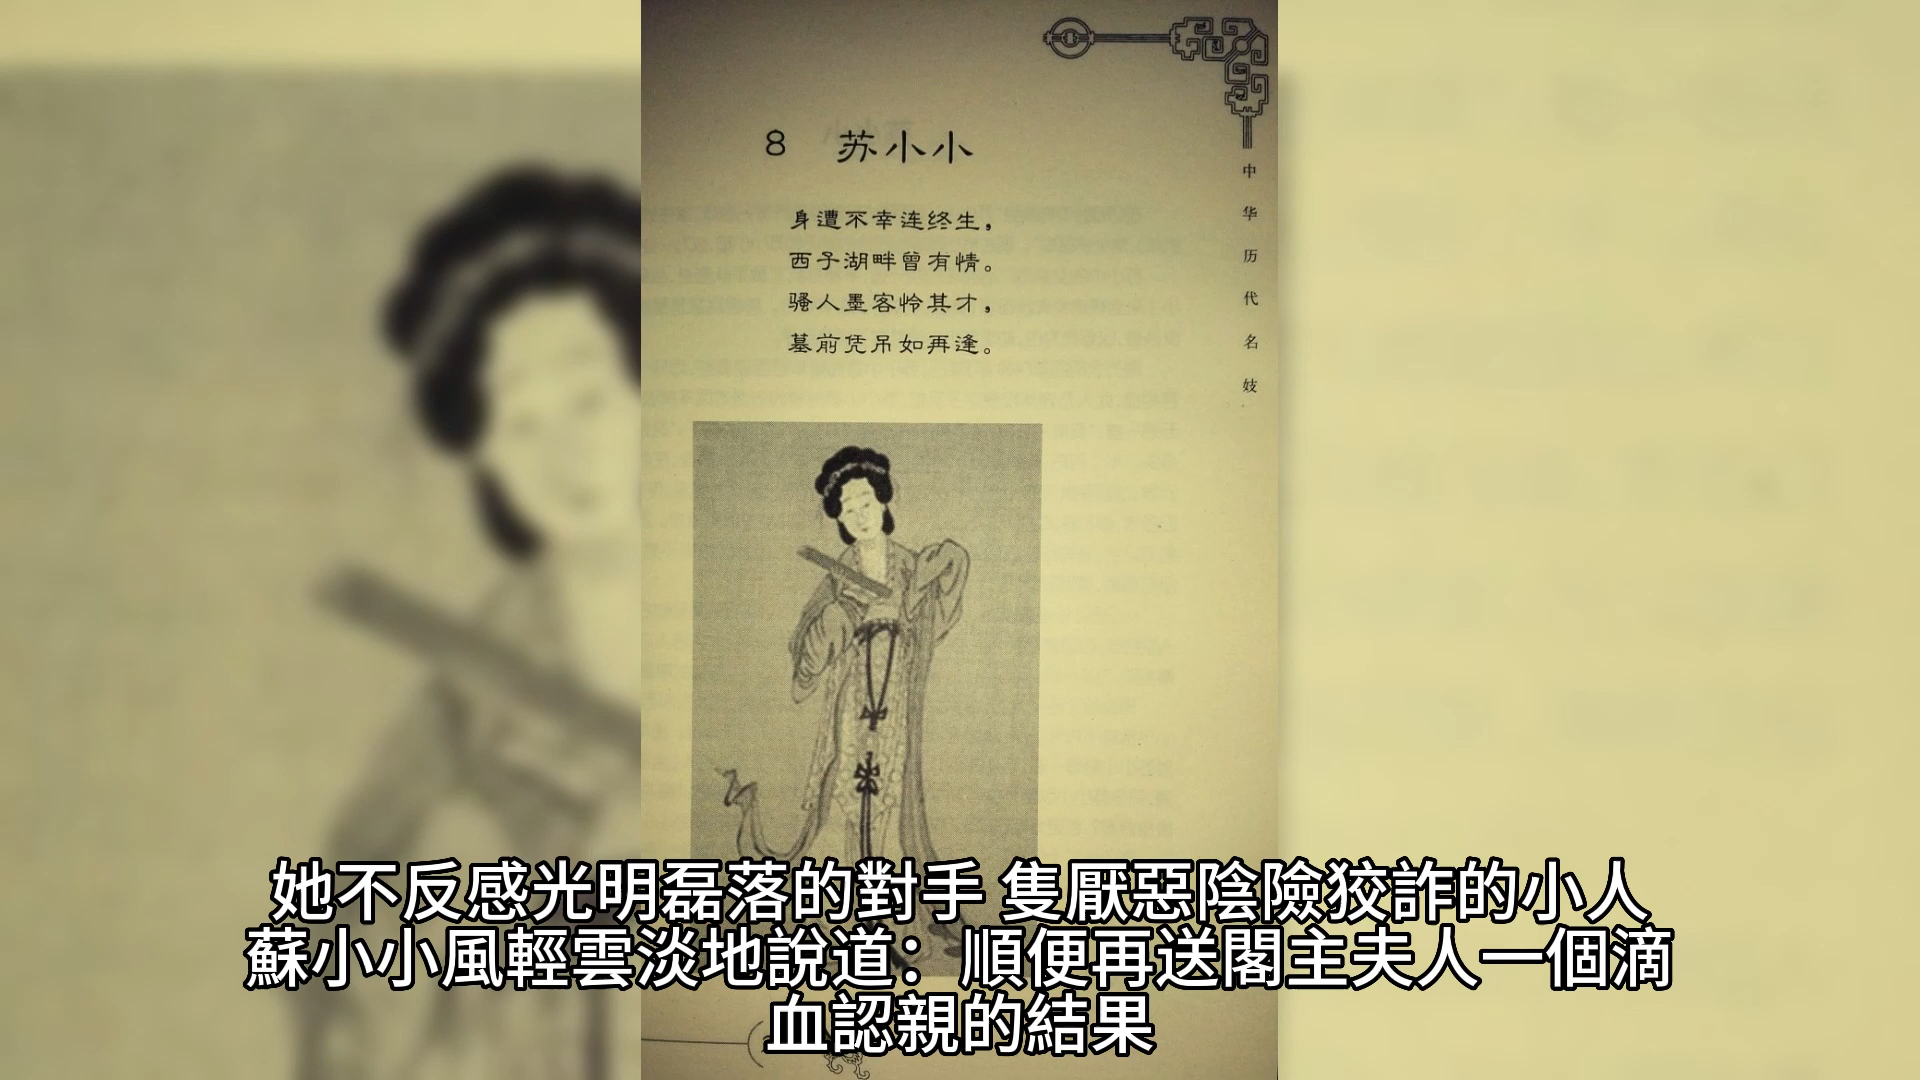 8 苏小小
身遭不幸连终生，
西子湖畔曾有情。
骚人墨客怜其才，
墓前凭吊如再逢。
中华历代名妓
她不反感光明磊落的對手 隻厭惡陰險狡詐的小人
蘇小小風輕雲淡地說道：順便再送閣主夫人一個滴
血認親的結果